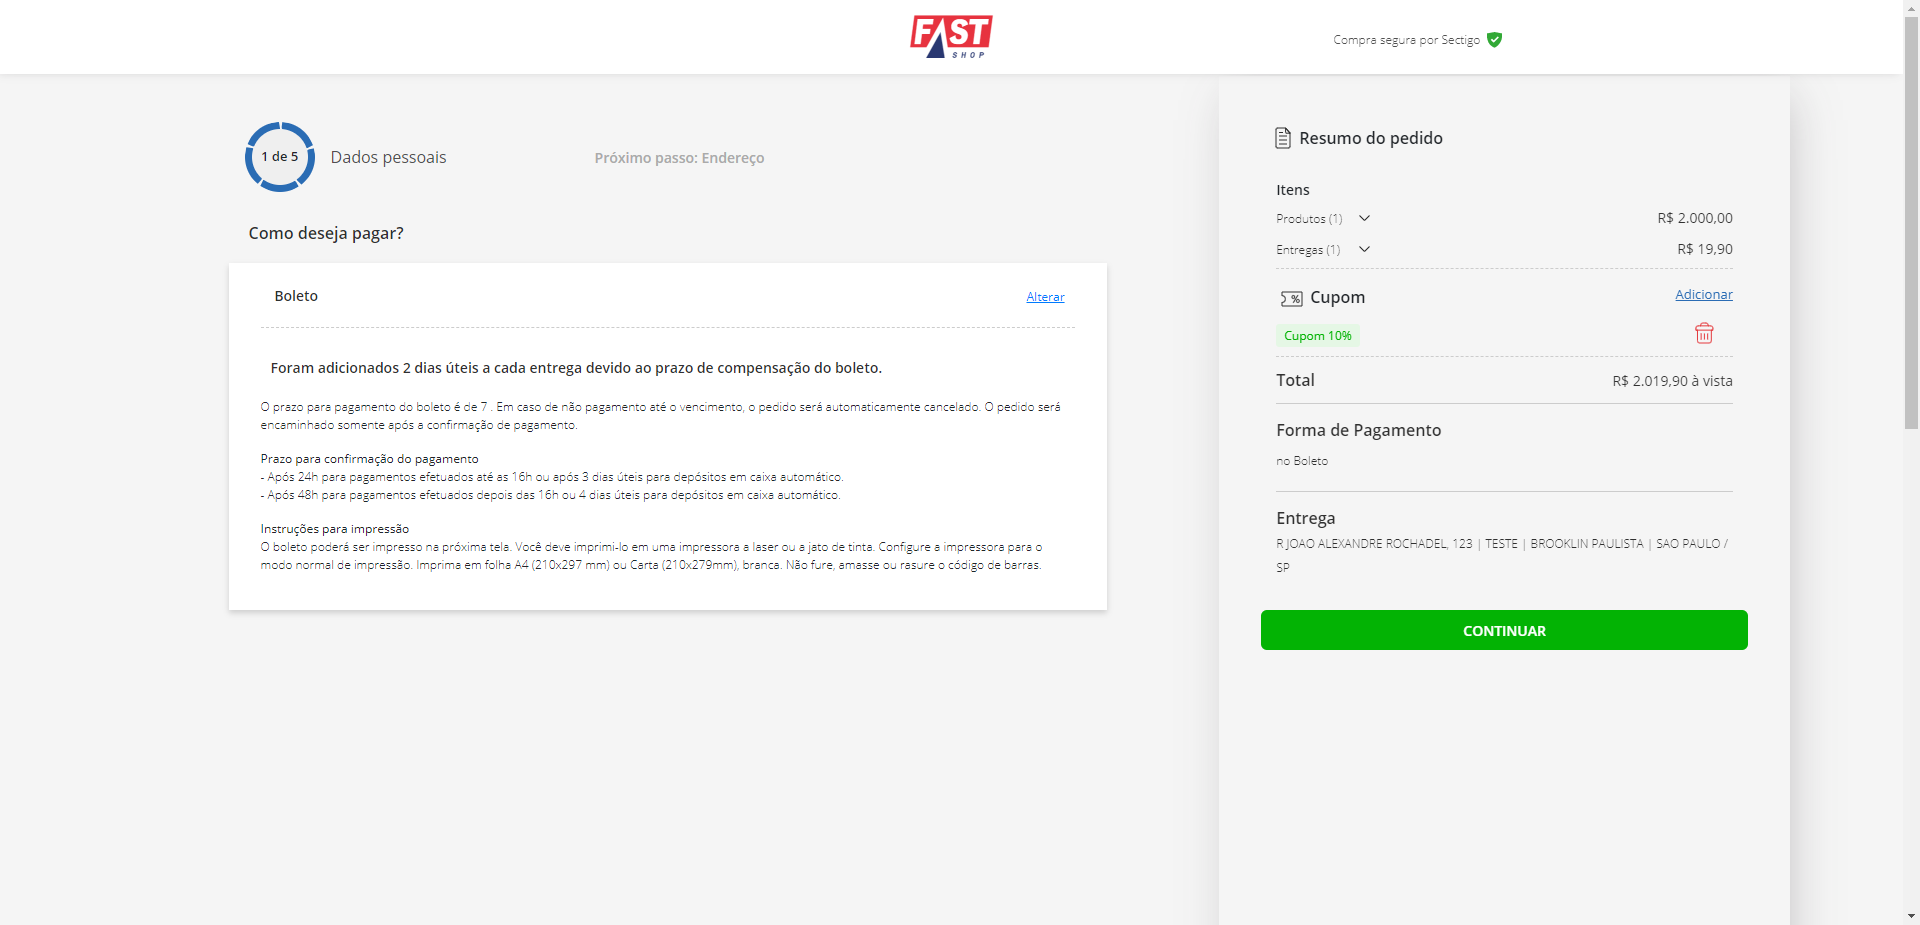 FAST
SHOP
Compra segura por Sectigo
1 de 5
Dados pessoais
Próximo passo: Endereço
Como deseja pagar?
Boleto
Alterar
Foram adicionados 2 dias úteis a cada entrega devido ao prazo de compensação do boleto.
O prazo para pagamento do boleto é de 7 . Em caso de não pagamento até o vencimento, o pedido será automaticamente cancelado. O pedido será
encaminhado somente após a confirmação de pagamento.
Prazo para confirmação do pagamento
- Após 24h para pagamentos efetuados até as 16h ou após 3 dias úteis para depósitos em caixa automático.
- Após 48h para pagamentos efetuados depois das 16h ou 4 dias úteis para depósitos em caixa automático.
Instruções para impressão
O boleto poderá ser impresso na próxima tela. Você deve imprimi-lo em uma impressora a laser ou a jato de tinta. Configure a impressora para o
modo normal de impressão. Imprima em folha A4 (210x297 mm) ou Carta (210x279mm), branca. Não fure, amasse ou rasure o código de barras.
Resumo do pedido
Itens
Produtos (1) R$ 2.000,00
Entregas (1) R$ 19,90
% Cupom Adicionar
Cupom 10%
Total R$ 2.019,90 à vista
Forma de Pagamento
no Boleto
Entrega
R JOAO ALEXANDRE ROCHADEL, 123 | TESTE | BROOKLIN PAULISTA | SAO PAULO /
SP
CONTINUAR